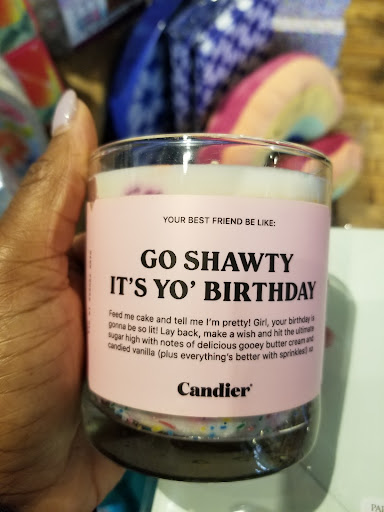 YOUR BEST FRIEND BE LIKE:
GO SHAWTY
IT'S YO' BIRTHDAY
Feed me cake and tell me I'm pretty! Girl, your birthday is
gonna be so lit! Lay back, make a wish and hit the ultimate
sugar high with notes of delicious gooey butter cream and
candied vanilla (plus everything's better with sprinkles!)
Candier®